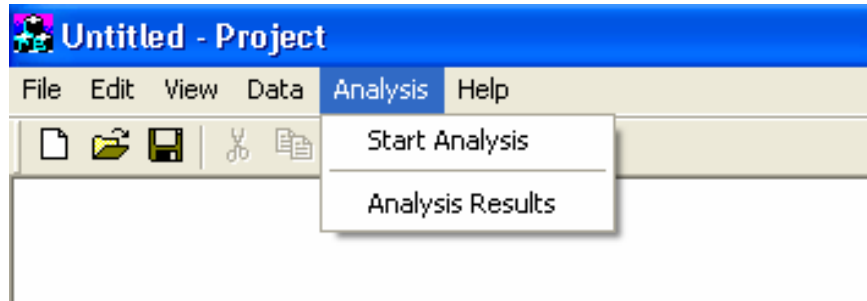 Untitled - Project
File Edit View Data Analysis Help
Start Analysis
Analysis Results